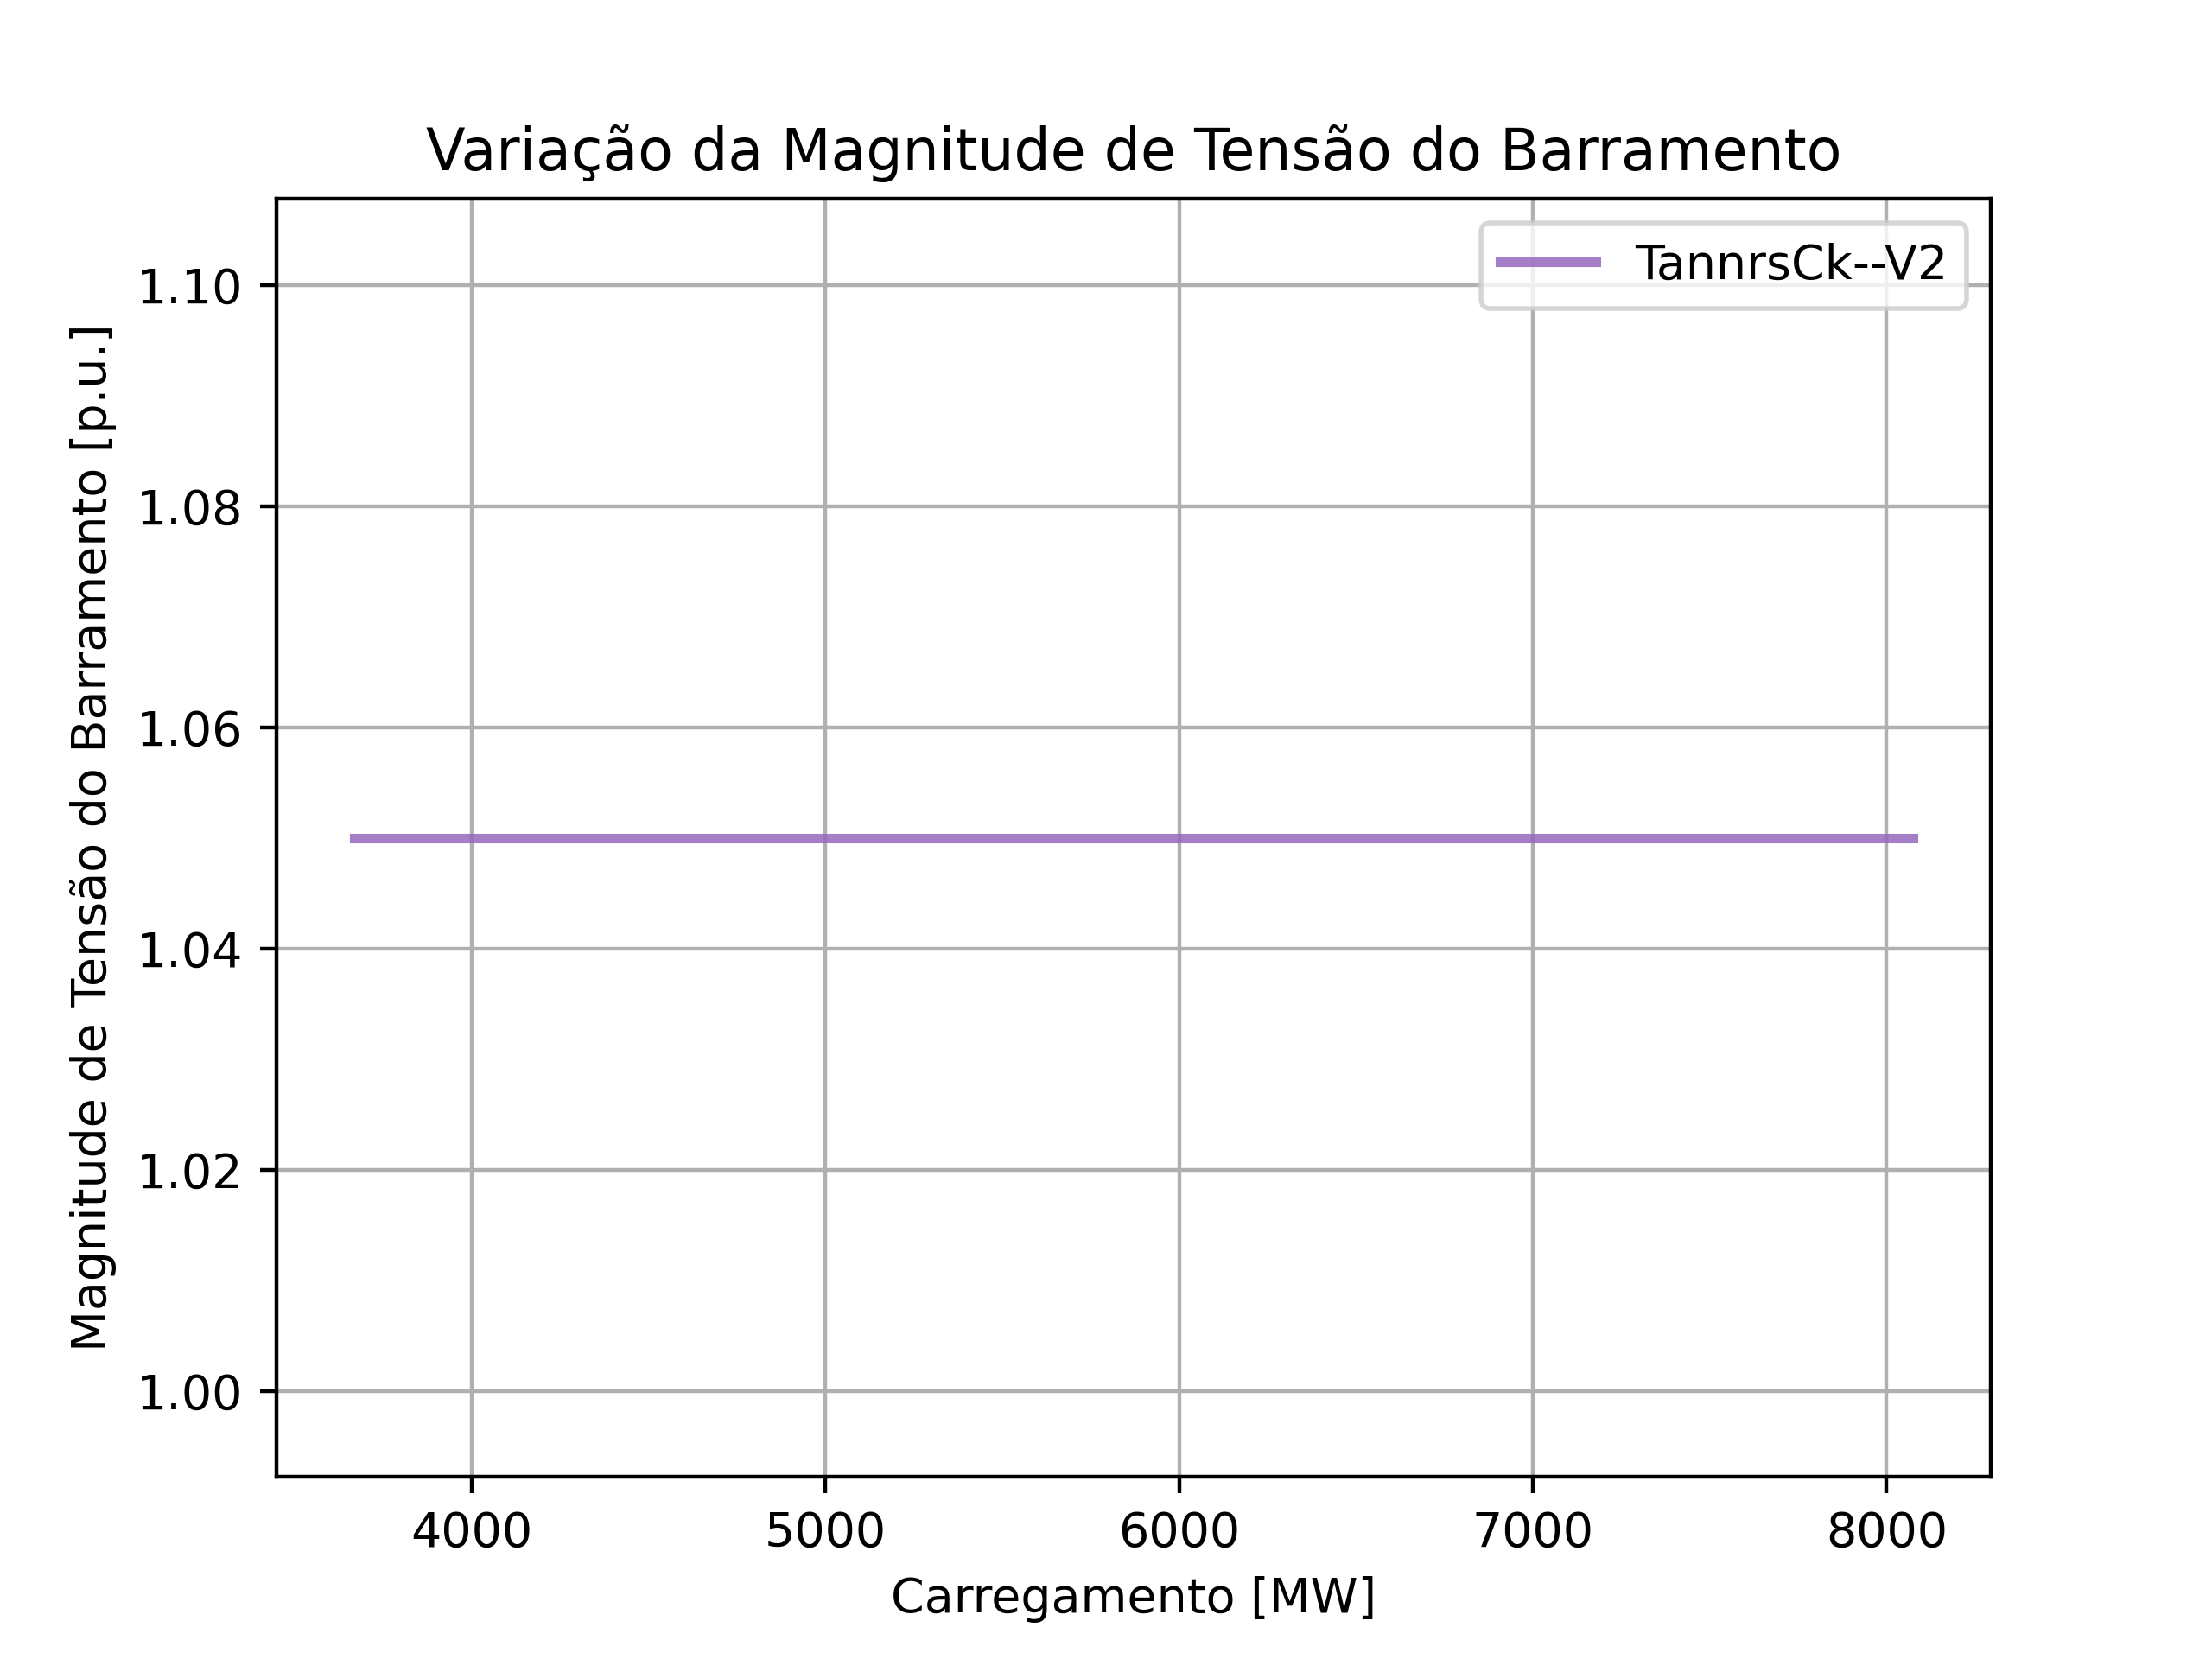 Variação da Magnitude de Tensão do Barramento
TannrsCk--V2
Magnitude de Tensão do Barramento [p.u.]
1.10
1.08
1.06
1.04
1.02
1.00
4000 5000 6000 7000 8000
Carregamento [MW]